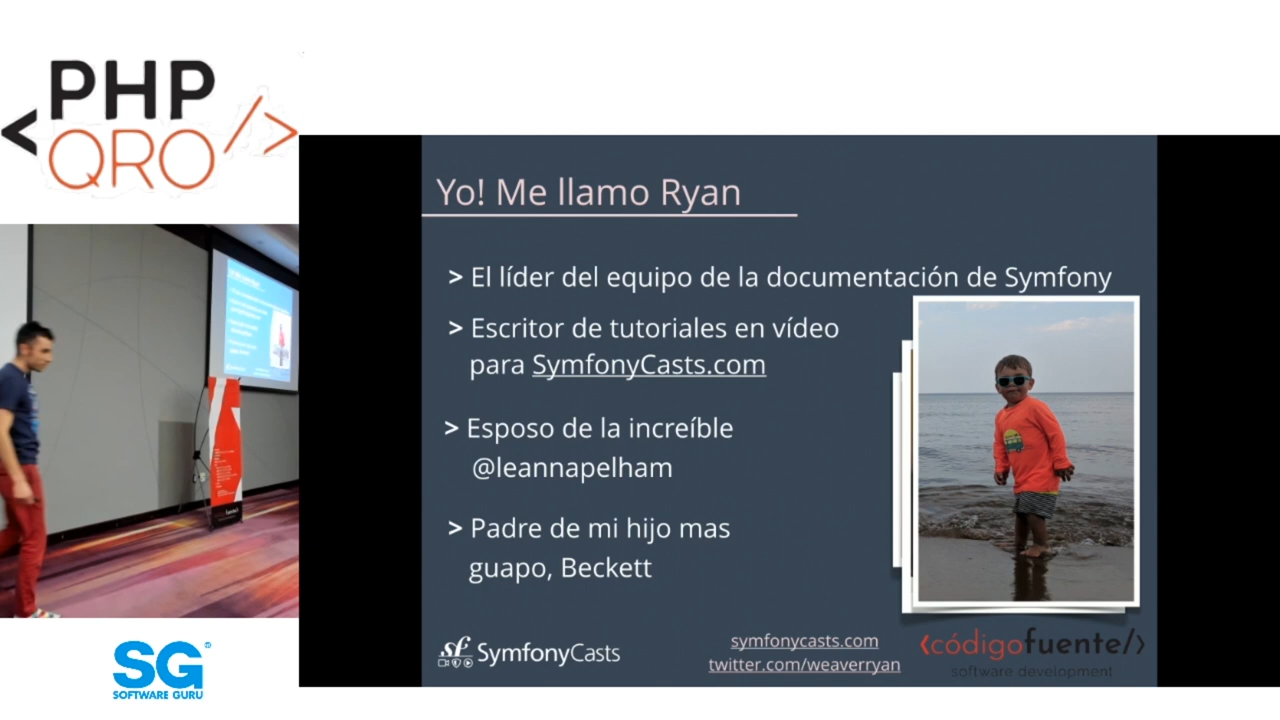 <PHP
QRO/>
Yo! Me llamo Ryan
> El líder del equipo de la documentación de Symfony
> Escritor de tutoriales en vídeo
para SymfonyCasts.com
> Esposo de la increíble
@leannapelham
> Padre de mi hijo mas
guapo, Beckett
sf SymfonyCasts
symfonycasts.com
twitter.com/weaverryan
<códigofuente/>
software development
SG®
SOFTWARE GURU